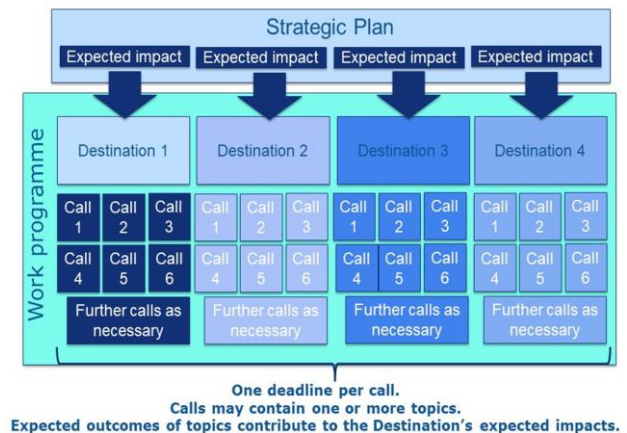 Strategic Plan
Expected impact Expected impact Expected impact Expected impact
Work programme
Destination 1 Destination 2 Destination 3 Destination 4
Call 1 Call 2 Call 3 Call 1 Call 2 Call 3 Call 1 Call 2 Call 3 Call 1 Call 2 Call 3
Call 4 Call 5 Call 6 Call 4 Call 5 Call 6 Call 4 Call 5 Call 6 Call 4 Call 5 Call 6
Further calls as necessary Further calls as necessary Further calls as necessary Further calls as necessary
One deadline per call.
Calls may contain one or more topics.
Expected outcomes of topics contribute to the Destination's expected impacts.